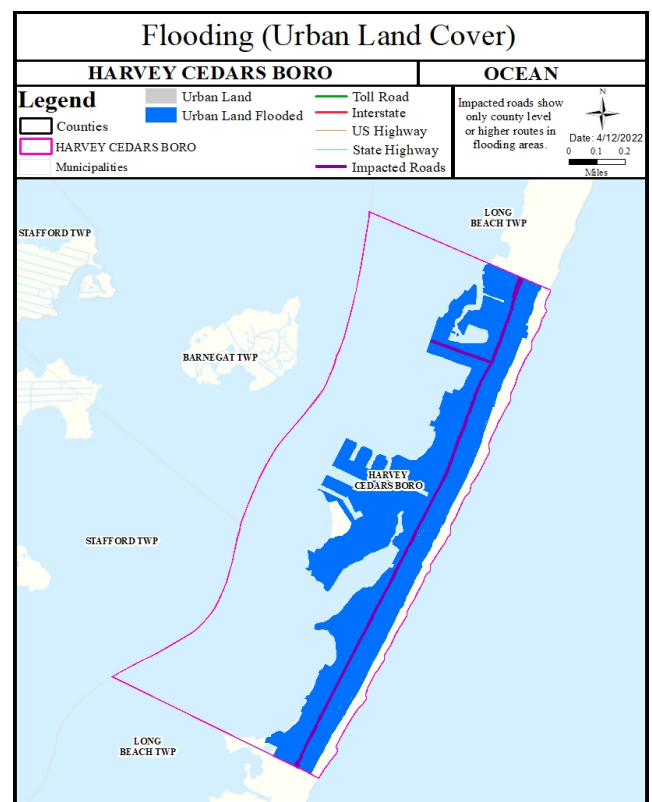 Flooding (Urban Land Cover)
HARVEY CEDARS BORO
OCEAN
Legend
Counties
HARVEY CEDARS BORO
Municipalities
Urban Land
Urban Land Flooded
Toll Road
Interstate
US Highway
State Highway
Impacted Roads
Impacted roads show
only county level
or higher routes in
flooding areas.
N
Date: 4/12/2022
0 0.1 0.2
Miles
LONG
BEACH TWP
STAFFORD TWP
BARNEGAT TWP
HARVEY
CEDARS BORO
STAFFORD TWP
LONG
BEACH TWP